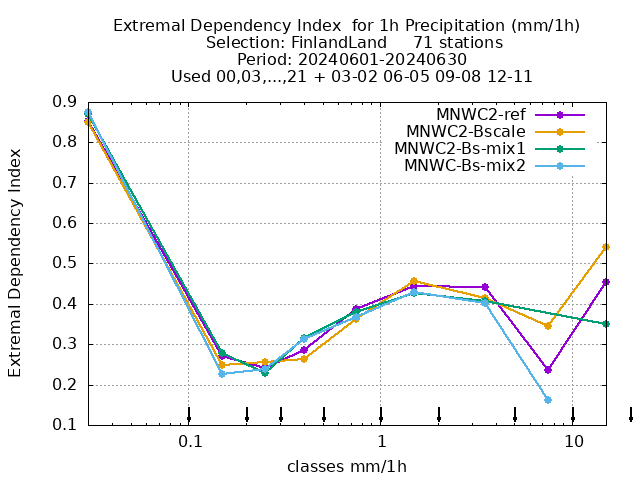 Extremal Dependency Index  for 1h Precipitation (mm/1h)
Selection: FinlandLand     71 stations
Period: 20240601-20240630
Used 00,03,...,21 + 03-02 06-05 09-08 12-11
MNWC2-ref
MNWC2-Bscale
MNWC2-Bs-mix1
MNWC-Bs-mix2
Extremal Dependency Index
0.9
0.8
0.7
0.6
0.5
0.4
0.3
0.2
0.1
0.1 1 10
classes mm/1h